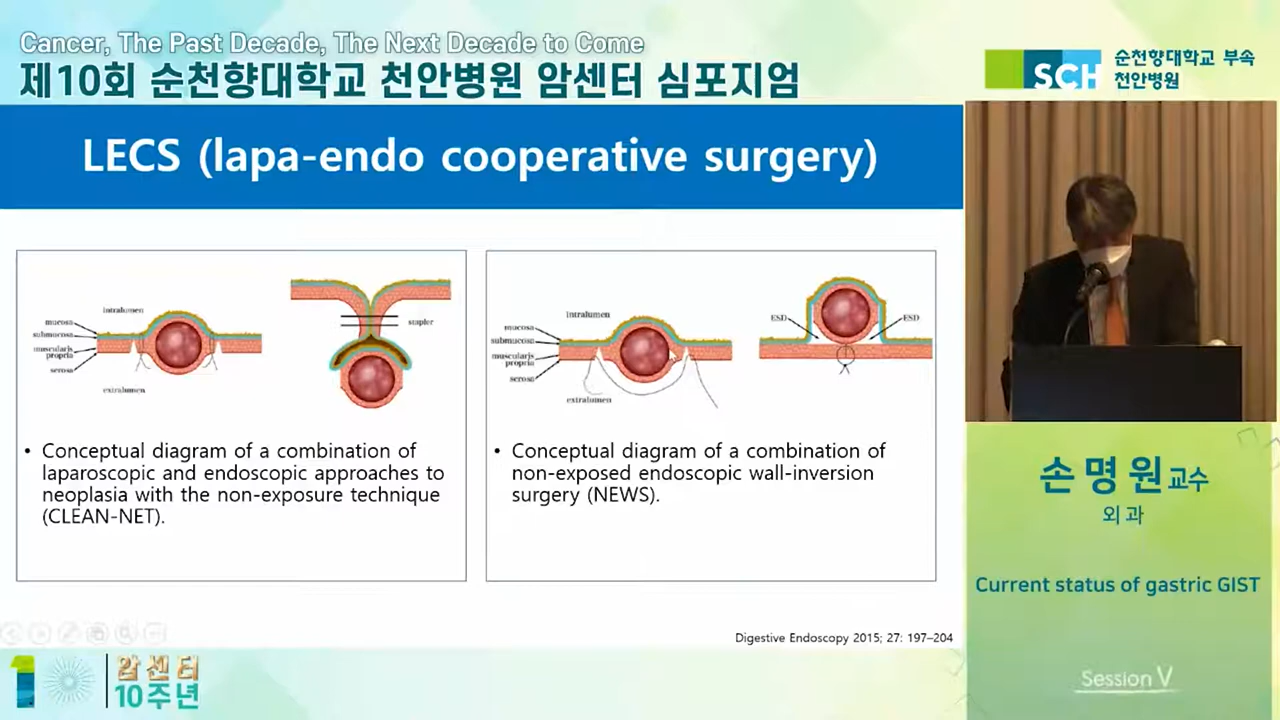 Cancer, The Past Decade, The Next Decade to Come
제10회 순천향대학교 천안병원 암센터 심포지엄
SCH
순천향대학교 부속
천안병원
LECS (lapa-endo cooperative surgery)
intralumen
mucosa
submucosa
muscularis
propria
serosa
extralumen
stapler
• Conceptual diagram of a combination of
laparoscopic and endoscopic approaches to
neoplasia with the non-exposure technique
(CLEAN-NET).
intralumen
mucosa
submucosa
muscularis
propria
serosa
extralumen
ESD
ESD
• Conceptual diagram of a combination of
non-exposed endoscopic wall-inversion
surgery (NEWS).
Digestive Endoscopy 2015; 27: 197–204
손명원 교수
외과
Current status of gastric GIST
Session V
10
암센터
10주년